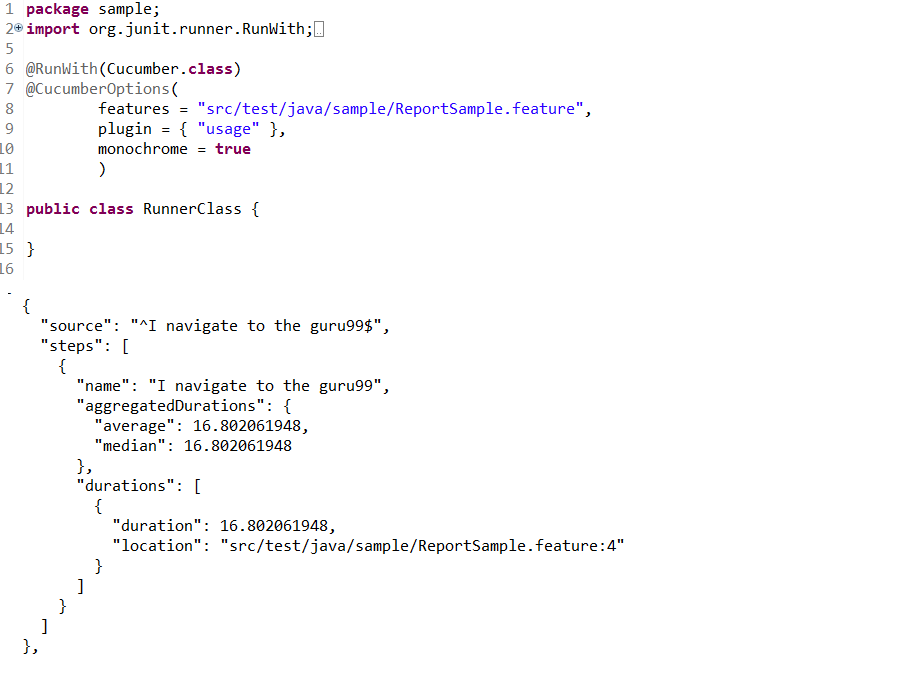 1 package sample;
2 import org.junit.runner.RunWith;
5
6 @RunWith(Cucumber.class)
7 @CucumberOptions(
8 features = "src/test/java/sample/ReportSample.feature",
9 plugin = { "usage" },
10 monochrome = true
11 )
12
13 public class RunnerClass {
14
15 }
16
{
"source": "^I navigate to the guru99$",
"steps": [
{
"name": "I navigate to the guru99",
"aggregatedDurations": {
"average": 16.802061948,
"median": 16.802061948
},
"durations": [
{
"duration": 16.802061948,
"location": "src/test/java/sample/ReportSample.feature:4"
}
]
}
]
},